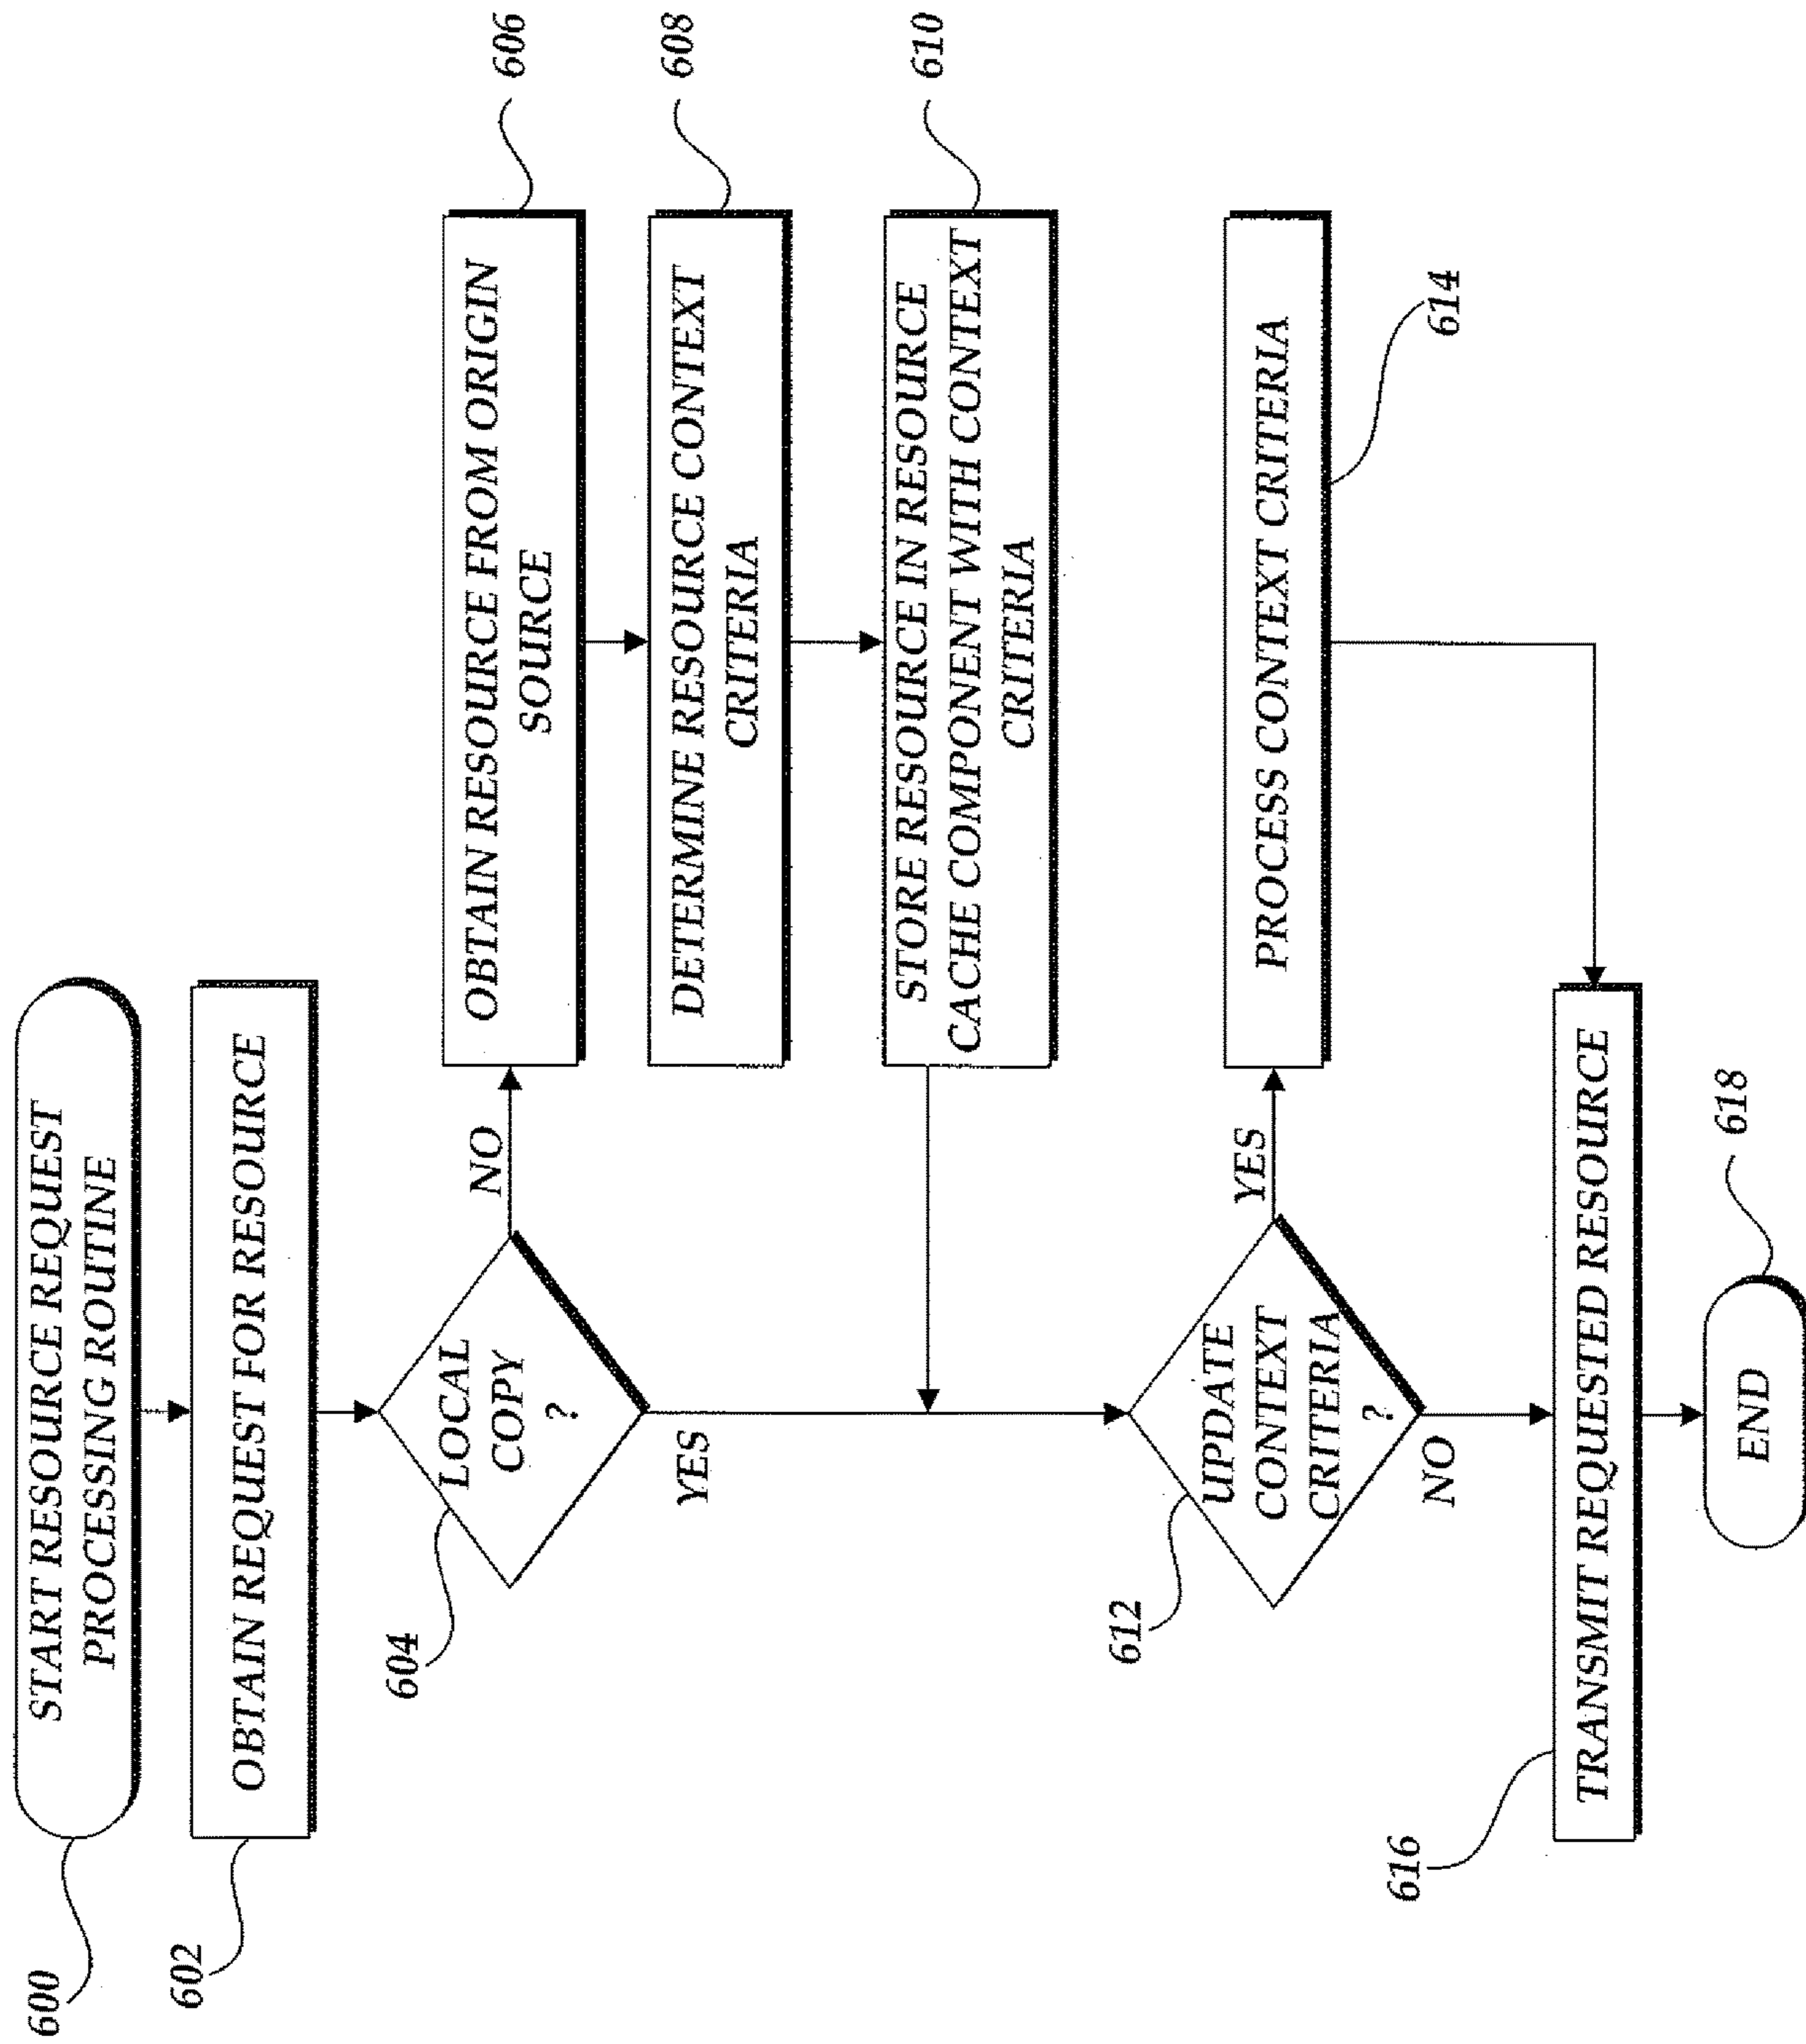 600
START RESOURCE REQUEST
PROCESSING ROUTINE
602
OBTAIN REQUEST FOR RESOURCE
604
LOCAL
COPY
?
NO
YES
606
OBTAIN RESOURCE FROM ORIGIN
SOURCE
608
DETERMINE RESOURCE CONTEXT
CRITERIA
610
STORE RESOURCE IN RESOURCE
CACHE COMPONENT WITH CONTEXT
CRITERIA
612
UPDATE
CONTEXT
CRITERIA
?
YES
NO
PROCESS CONTEXT CRITERIA
614
616
TRANSMIT REQUESTED RESOURCE
618
END